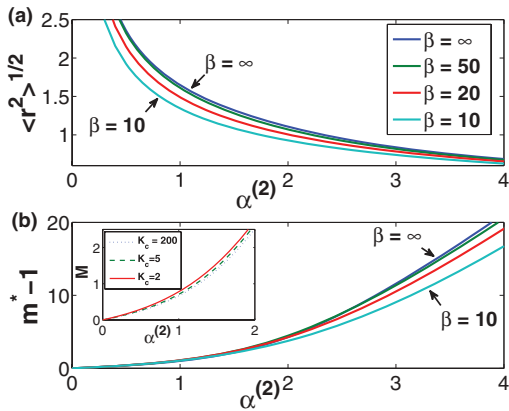 (a)
2.5
2
1.5
1
<r²>^1/2
β = ∞
β = 10
β = ∞
β = 50
β = 20
β = 10
0 1 2 3 4
α^(2)
(b)
20
10
0
m*−1
2
1
0
M
K_c = 200
K_c=5
K_c=2
0 1 2
α^(2)
β = ∞
β = 10
0 1 2 3 4
α^(2)